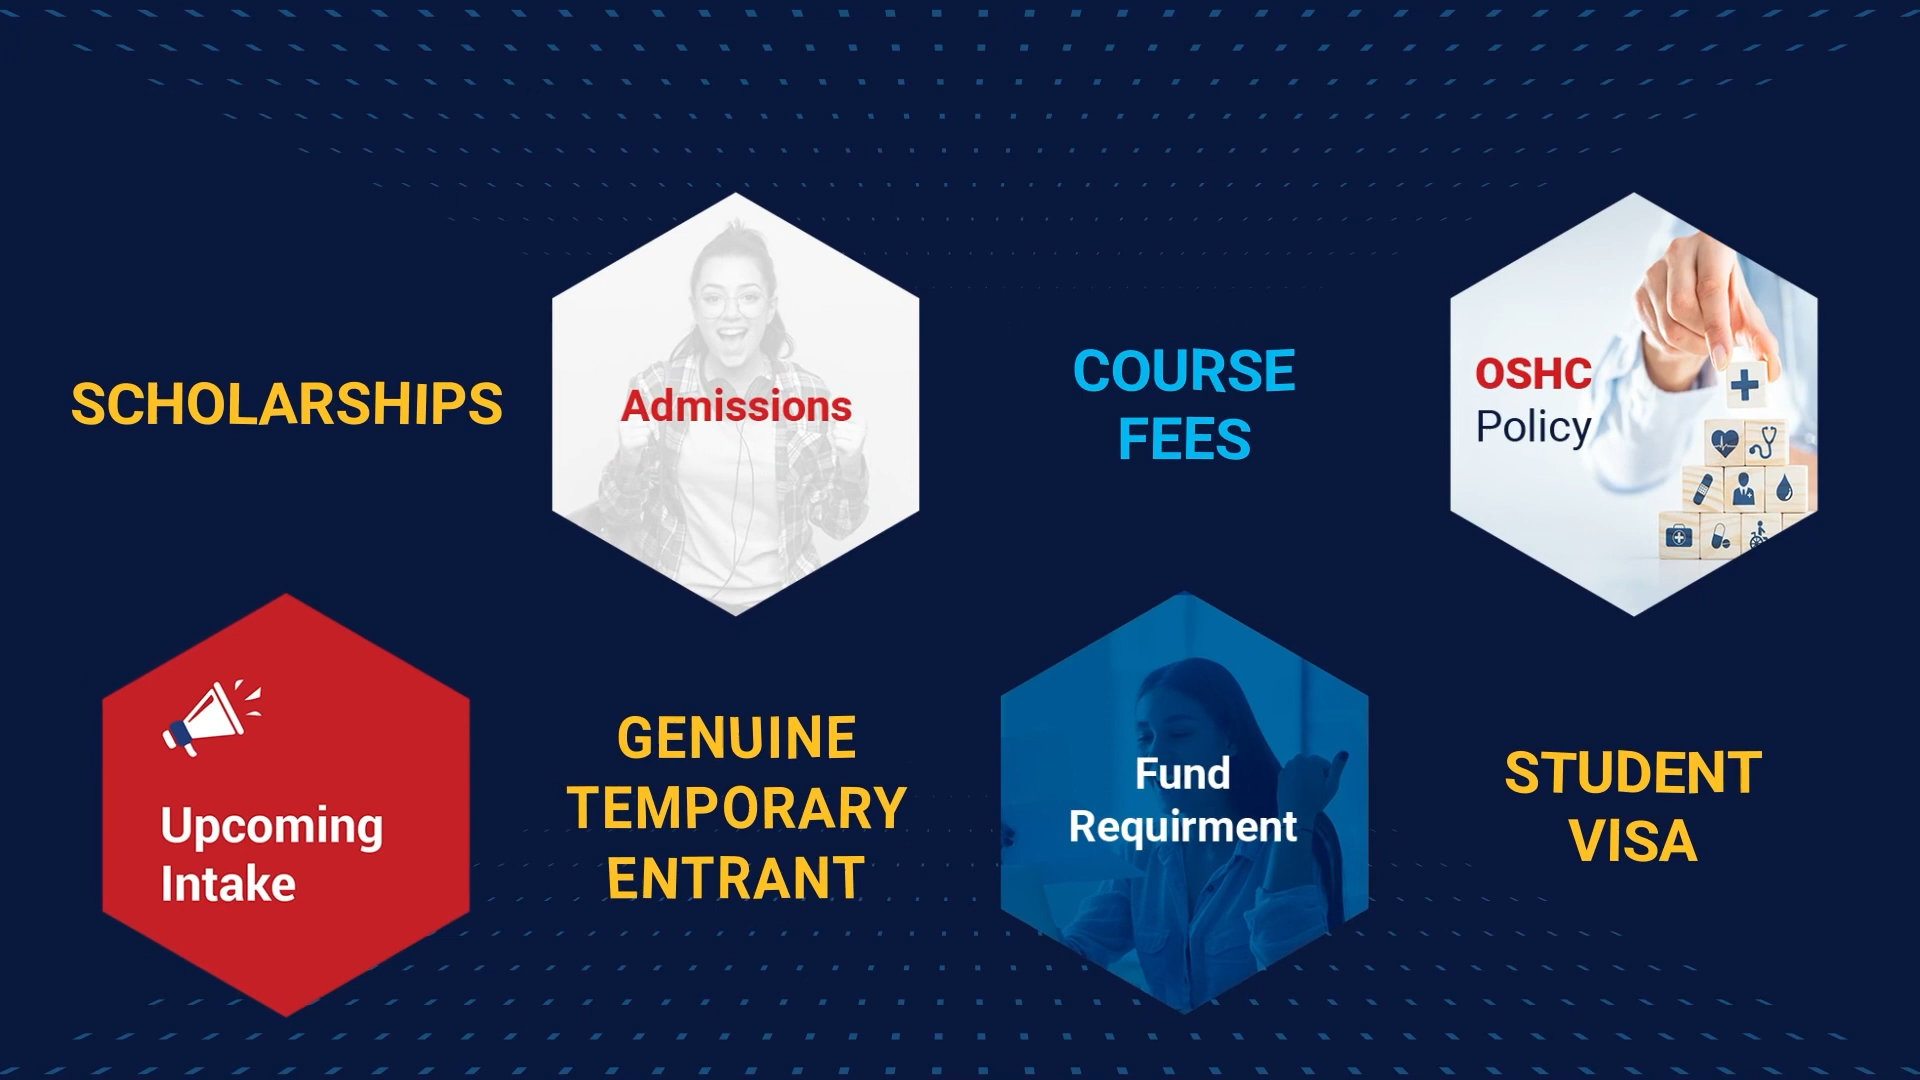 SCHOLARSHIPS
Admissions
COURSE
FEES
OSHC
Policy
Upcoming
Intake
GENUINE
TEMPORARY
ENTRANT
Fund
Requirment
STUDENT
VISA